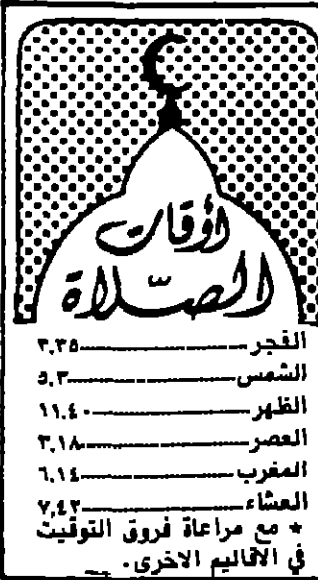 أوقات
الصلاة
الفجر ٣,٣٥
الشمس ٥,٣
الظهر ١١,٤٠
العصر ٣,١٨
المغرب ٦,١٤
العشاء ٧,٤٢
* مع مراعاة فروق التوقيت
في الأقاليم الاخرى.